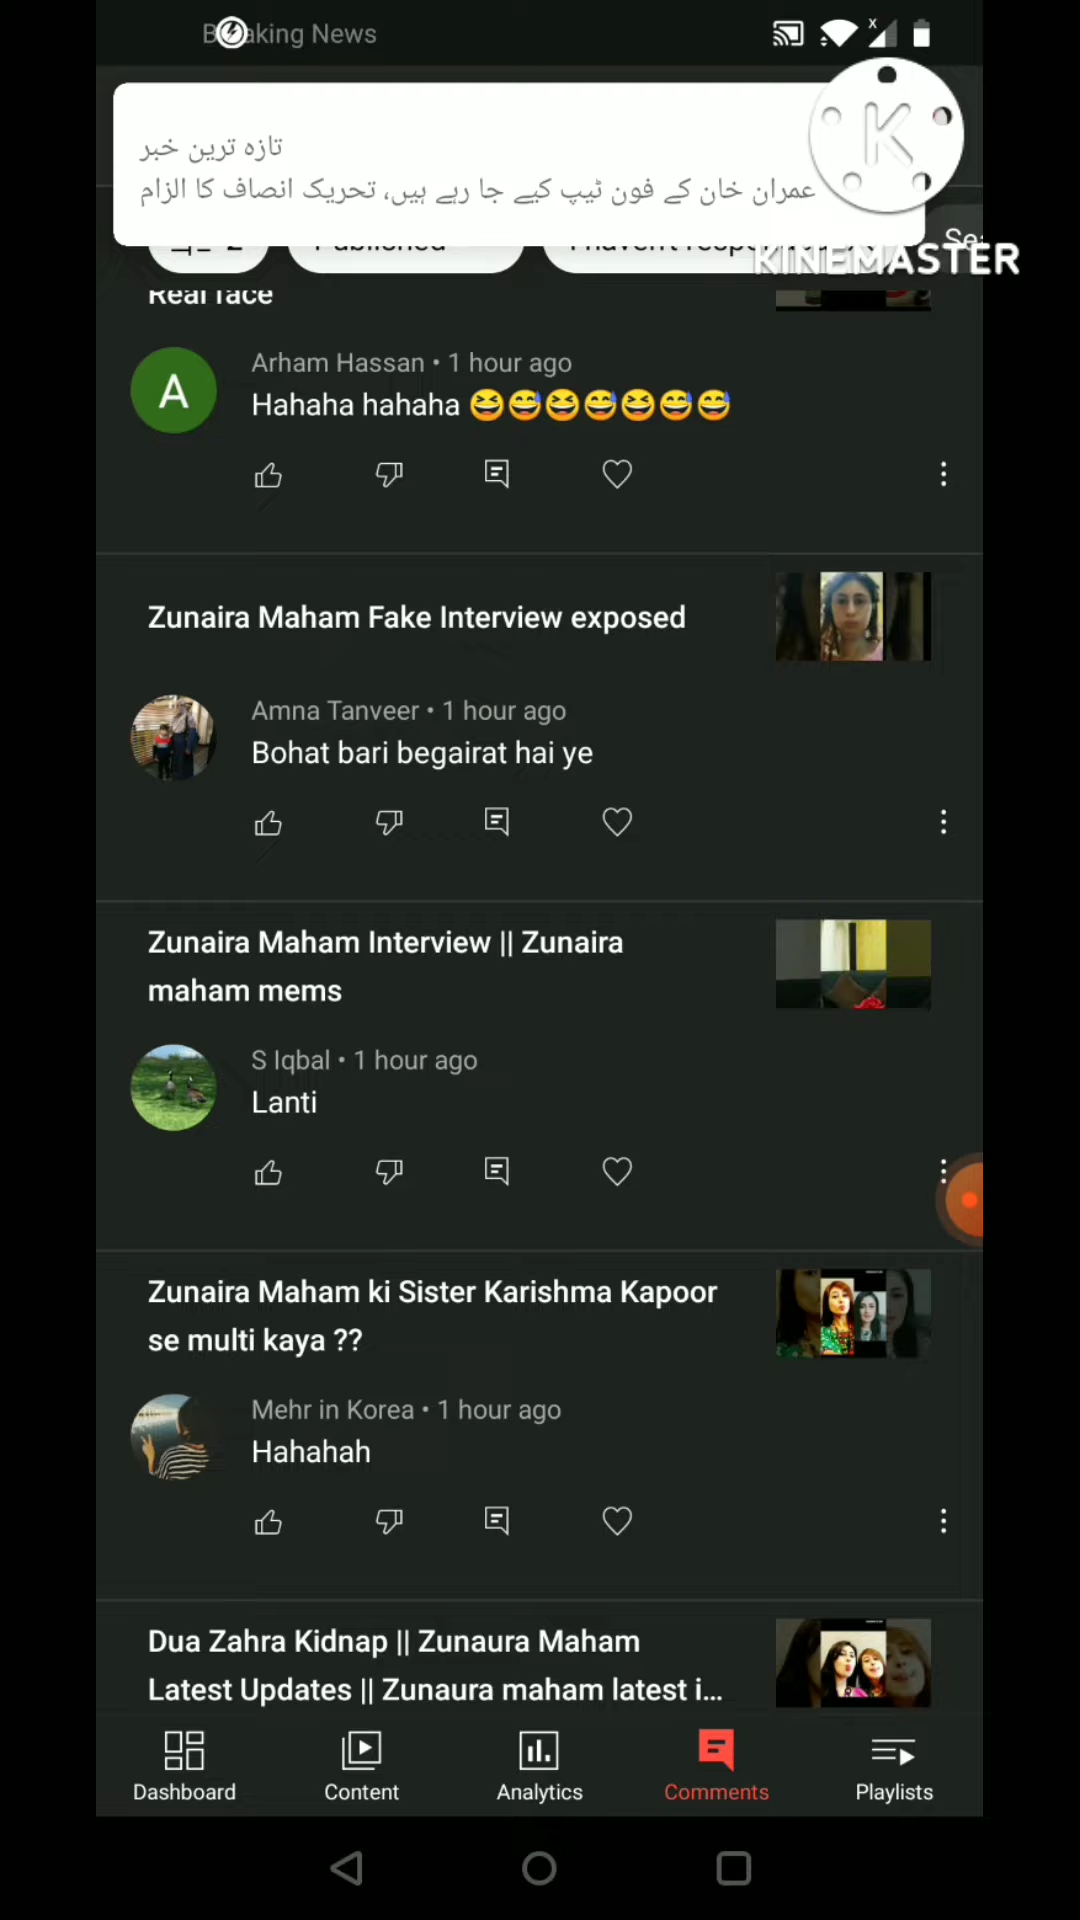 Breaking News
تازہ ترین خبر
عمران خان کے فون ٹیپ کیے جا رہے ہیں، تحریک انصاف کا الزام
K
KINEMASTER
2
Published
I haven't
Real face
A
Arham Hassan • 1 hour ago
Hahaha hahaha 😆😅😆😅😆😅😅
Zunaira Maham Fake Interview exposed
Amna Tanveer • 1 hour ago
Bohat bari begairat hai ye
Zunaira Maham Interview || Zunaira
maham mems
S Iqbal • 1 hour ago
Lanti
Zunaira Maham ki Sister Karishma Kapoor
se multi kaya ??
Mehr in Korea • 1 hour ago
Hahahah
Dua Zahra Kidnap || Zunaura Maham
Latest Updates || Zunaura maham latest i...
Dashboard
Content
Analytics
Comments
Playlists